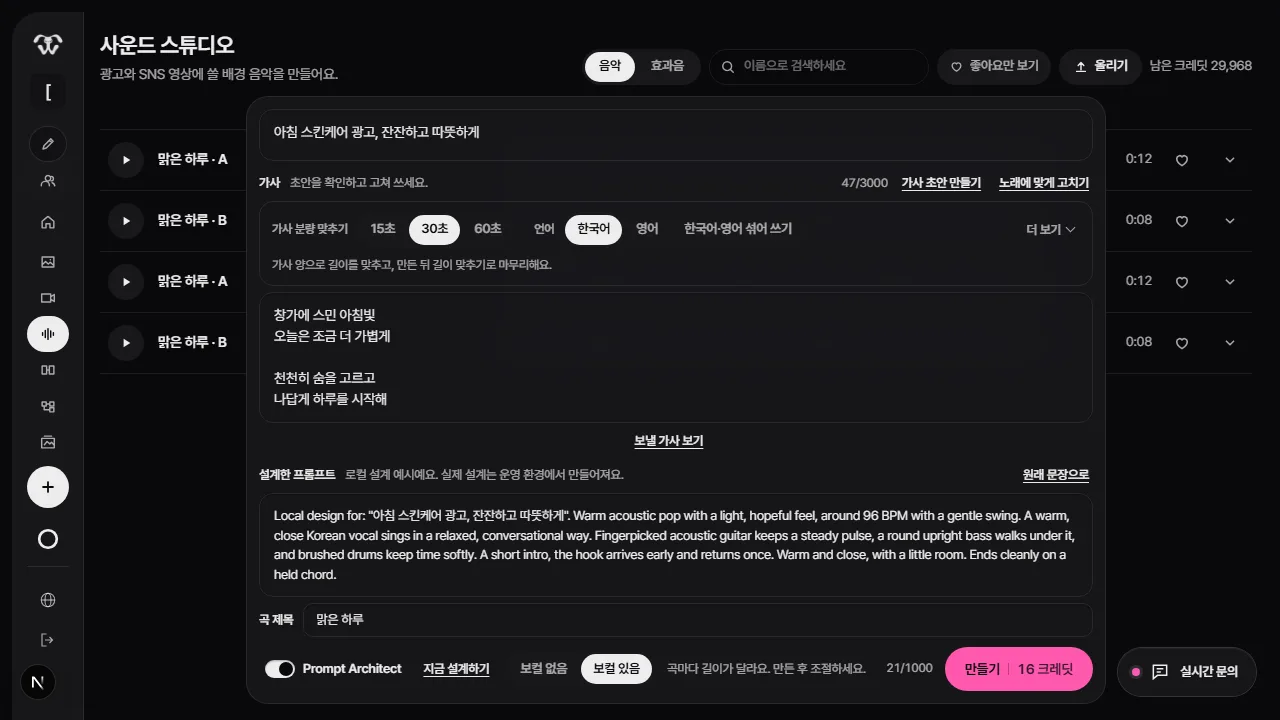 사운드 스튜디오
광고와 SNS 영상에 쓸 배경 음악을 만들어요.
음악
효과음
이름으로 검색하세요
좋아요만 보기
올리기
남은 크레딧 29,968
[
아침 스킨케어 광고, 잔잔하고 따뜻하게
가사 초안을 확인하고 고쳐 쓰세요.
47/3000
가사 초안 만들기
노래에 맞게 고치기
가사 분량 맞추기 15초 30초 60초 언어 한국어 영어 한국어·영어 섞어 쓰기
더 보기
가사 양으로 길이를 맞추고, 만든 뒤 길이 맞추기로 마무리해요.
창가에 스민 아침빛
오늘은 조금 더 가볍게
천천히 숨을 고르고
나답게 하루를 시작해
보낼 가사 보기
설계한 프롬프트 로컬 설계 예시예요. 실제 설계는 운영 환경에서 만들어져요.
원래 문장으로
Local design for: "아침 스킨케어 광고, 잔잔하고 따뜻하게". Warm acoustic pop with a light, hopeful feel, around 96 BPM with a gentle swing. A warm,
close Korean vocal sings in a relaxed, conversational way. Fingerpicked acoustic guitar keeps a steady pulse, a round upright bass walks under it,
and brushed drums keep time softly. A short intro, the hook arrives early and returns once. Warm and close, with a little room. Ends cleanly on a
held chord.
곡 제목 맑은 하루
Prompt Architect
지금 설계하기
보컬 없음
보컬 있음
곡마다 길이가 달라요. 만든 후 조절하세요.
21/1000
만들기 16 크레딧
맑은 하루 · A
0:12
맑은 하루 · B
0:08
맑은 하루 · A
0:12
맑은 하루 · B
0:08
N
실시간 문의